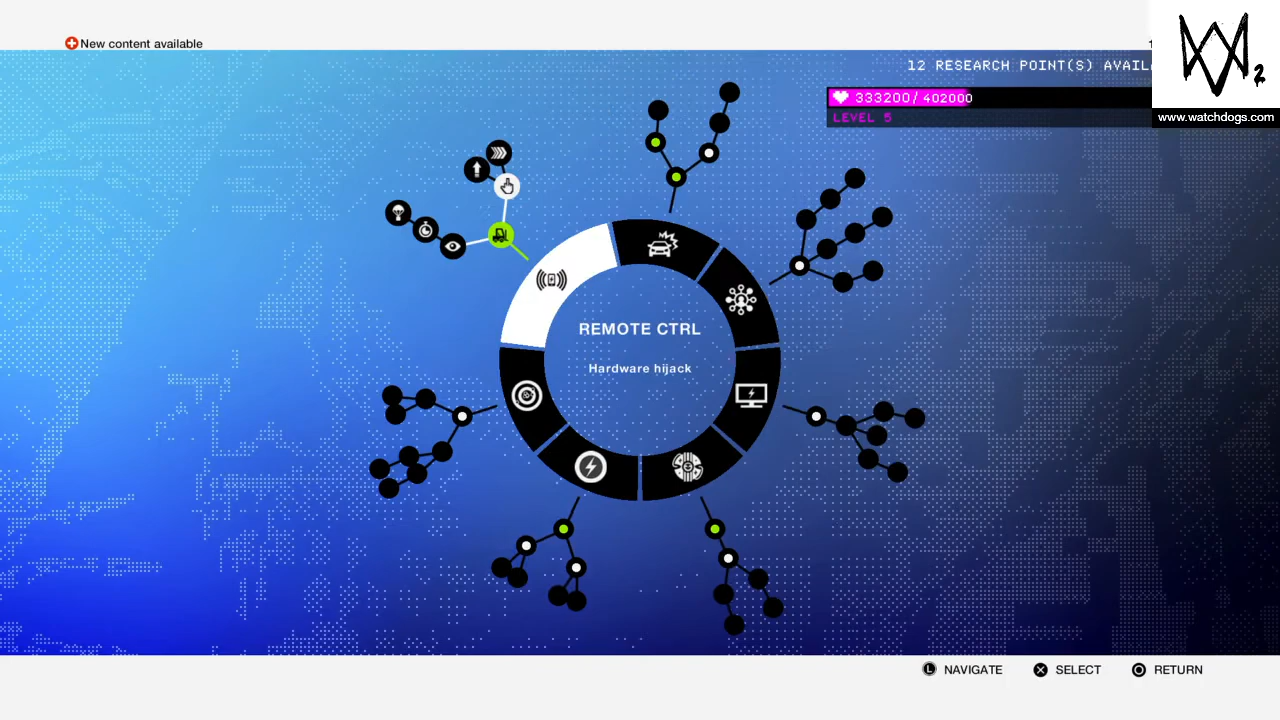 New content available
12 RESEARCH POINT(S) AVAIL
333200/402000
LEVEL 5
2
www.watchdogs.com
REMOTE CTRL
Hardware hijack
L NAVIGATE
SELECT
RETURN